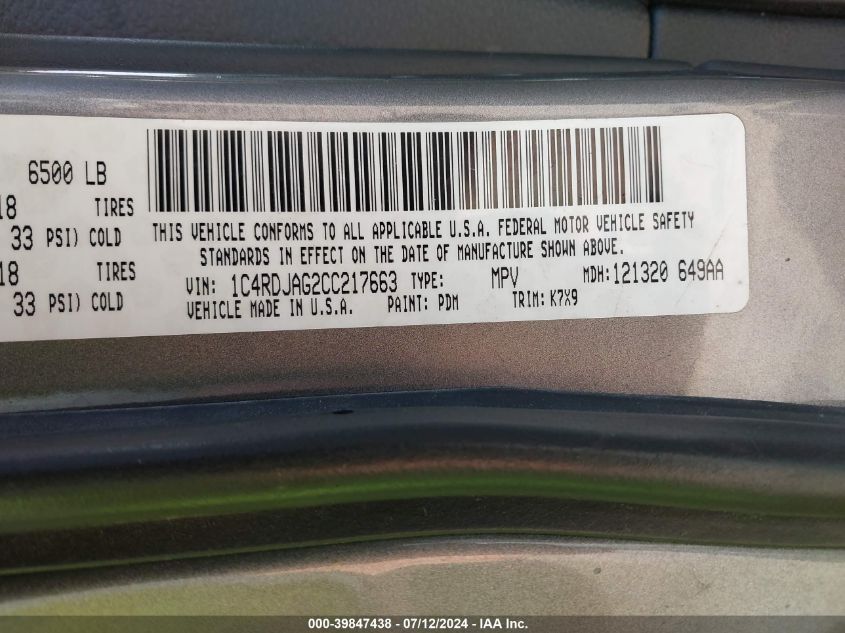 6500 LB
18 TIRES
33 PSI) COLD
18 TIRES
33 PSI) COLD
THIS VEHICLE CONFORMS TO ALL APPLICABLE U.S.A. FEDERAL MOTOR VEHICLE SAFETY
STANDARDS IN EFFECT ON THE DATE OF MANUFACTURE SHOWN ABOVE.
VIN: 1C4RDJAG2CC217663 TYPE: MPV MDH:121320 649AA
VEHICLE MADE IN U.S.A. PAINT: PDM TRIM: K7X9
000-39847438 - 07/12/2024 - IAA Inc.